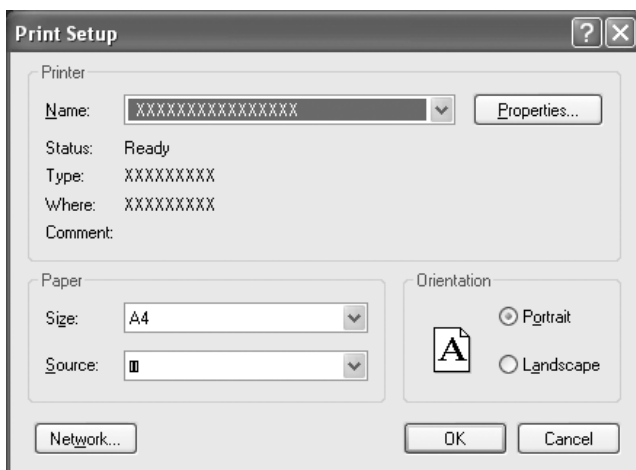 Print Setup
Printer
Name: XXXXXXXXXXXXXXXX Properties...
Status: Ready
Type: XXXXXXXXX
Where: XXXXXXXXX
Comment:
Paper
Size: A4
Source:
Orientation
A
Portrait
Landscape
Network... OK Cancel